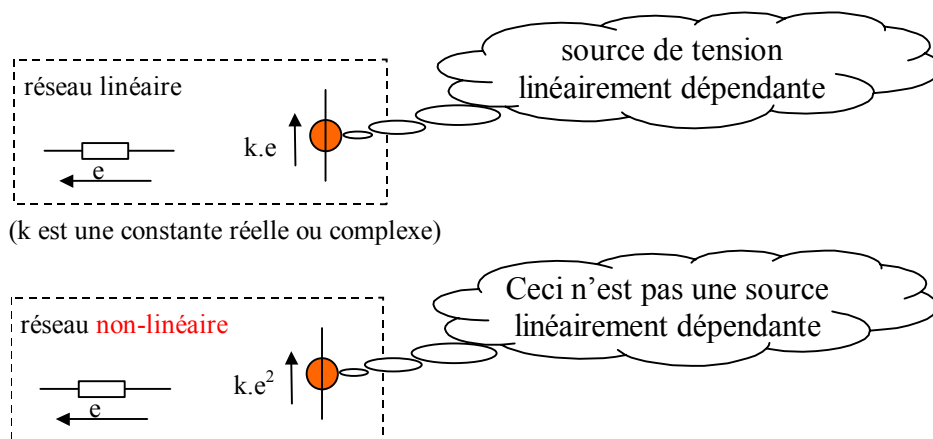 source de tension
linéairement dépendante
réseau linéaire
k.e
e
(k est une constante réelle ou complexe)
Ceci n’est pas une source
linéairement dépendante
réseau non-linéaire
k.e²
e